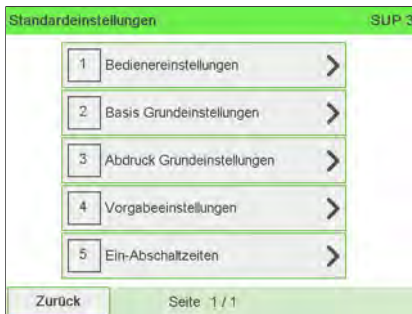 Standardeinstellungen SUP 3
1 Bedienereinstellungen
2 Basis Grundeinstellungen
3 Abdruck Grundeinstellungen
4 Vorgabeeinstellungen
5 Ein-Abschaltzeiten
Zurück Seite 1 / 1